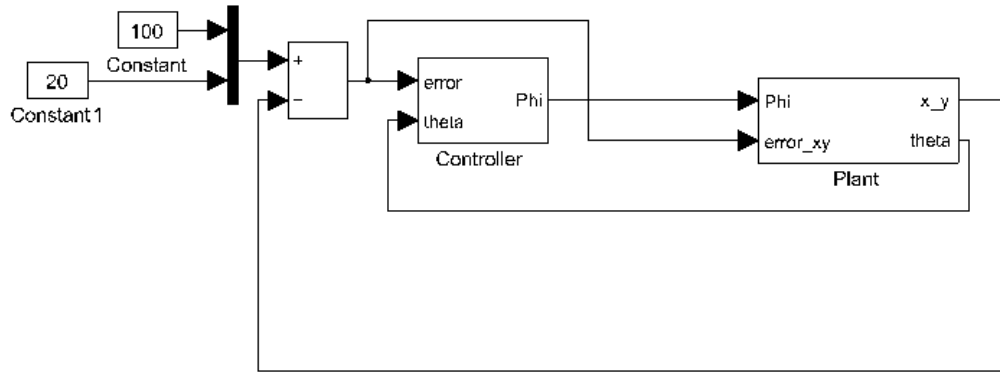 100
Constant
20
Constant1
+
−
error
theta
Phi
Controller
Phi
error_xy
x_y
theta
Plant